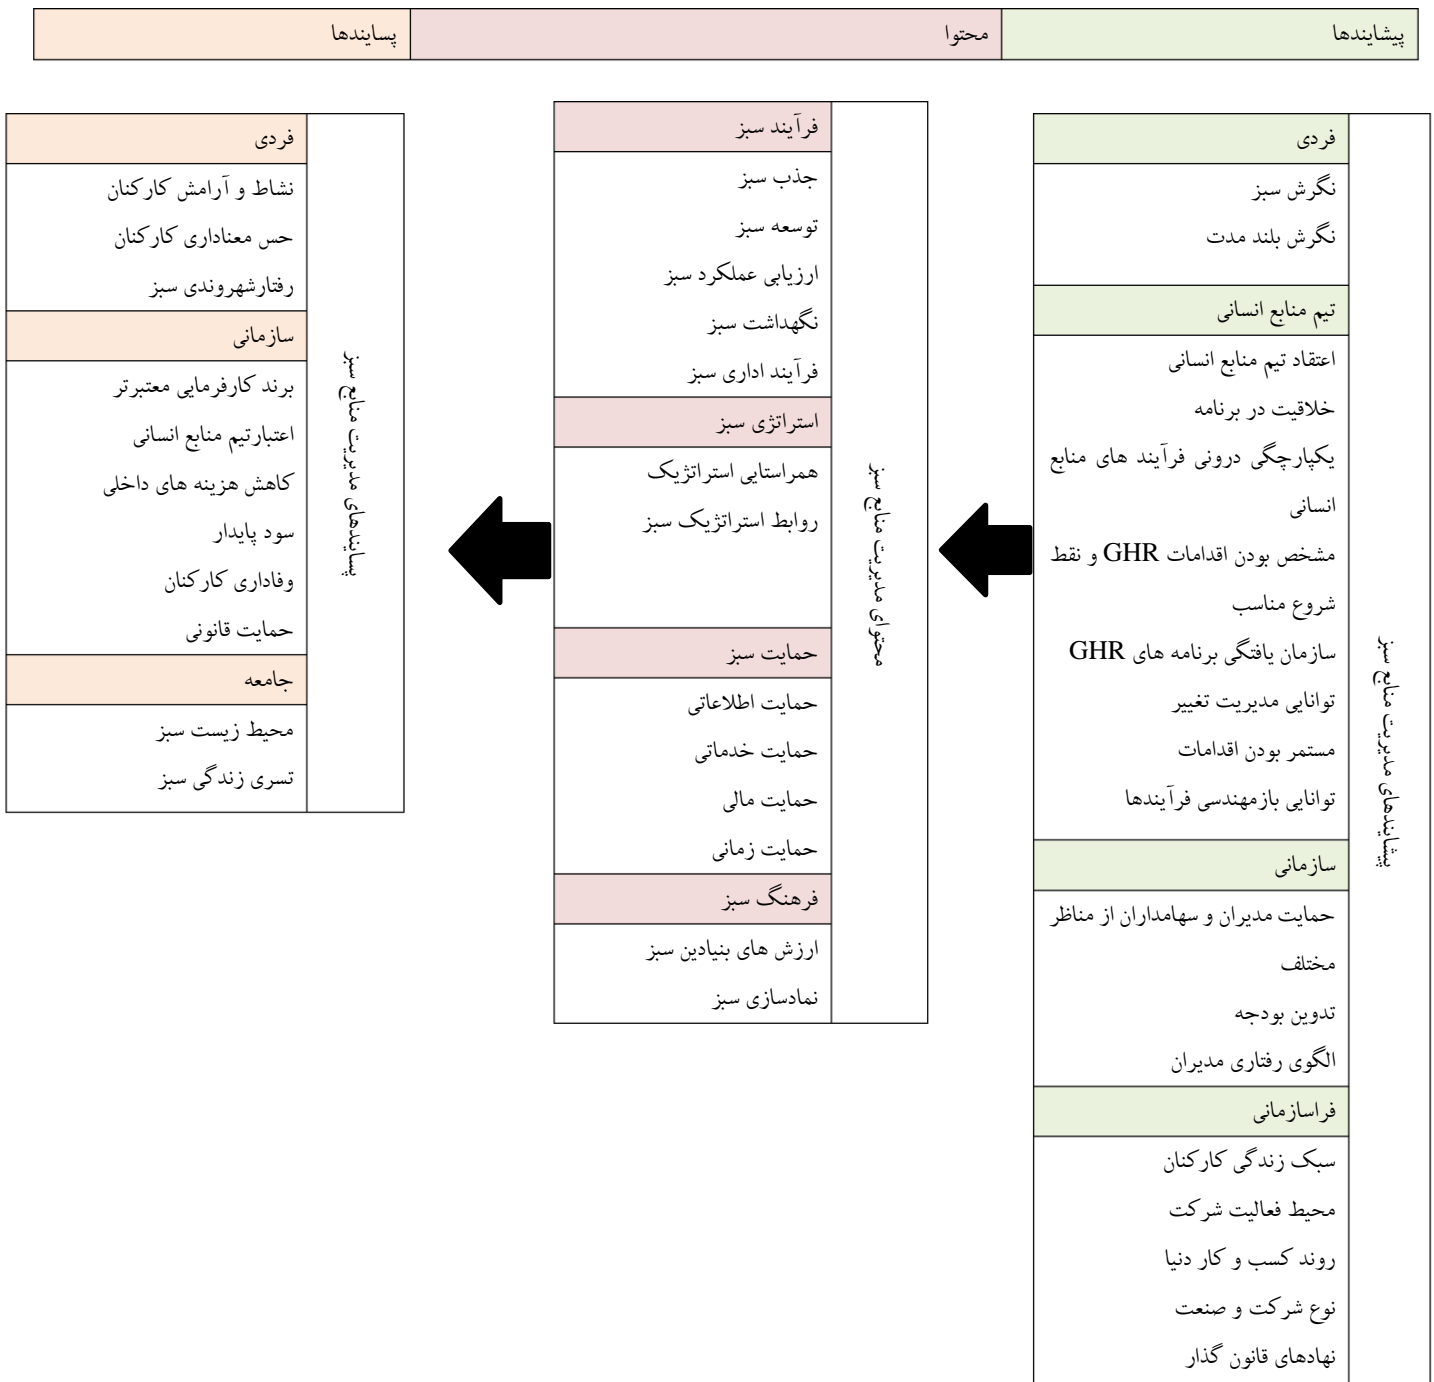 پیشایندها
محتوا
پسایندها
پیشایندهای مدیریت منابع سبز
فردی
نگرش سبز
نگرش بلند مدت
تیم منابع انسانی
اعتقاد تیم منابع انسانی
خلاقیت در برنامه
یکپارچگی درونی فرآیند های منابع
انسانی
مشخص بودن اقدامات GHR و نقط
شروع مناسب
سازمان یافتگی برنامه های GHR
توانایی مدیریت تغییر
مستمر بودن اقدامات
توانایی بازمهندسی فرآیندها
سازمانی
حمایت مدیران و سهامداران از مناظر
مختلف
تدوین بودجه
الگوی رفتاری مدیران
فراسازمانی
سبک زندگی کارکنان
محیط فعالیت شرکت
روند کسب و کار دنیا
نوع شرکت و صنعت
نهادهای قانون گذار
محتوای مدیریت منابع سبز
فرآیند سبز
جذب سبز
توسعه سبز
ارزیابی عملکرد سبز
نگهداشت سبز
فرآیند اداری سبز
استراتژی سبز
همراستایی استراتژیک
روابط استراتژیک سبز
حمایت سبز
حمایت اطلاعاتی
حمایت خدماتی
حمایت مالی
حمایت زمانی
فرهنگ سبز
ارزش های بنیادین سبز
نمادسازی سبز
پسایندهای مدیریت منابع سبز
فردی
نشاط و آرامش کارکنان
حس معناداری کارکنان
رفتارشهروندی سبز
سازمانی
برند کارفرمایی معتبرتر
اعتبارتیم منابع انسانی
کاهش هزینه های داخلی
سود پایدار
وفاداری کارکنان
حمایت قانونی
جامعه
محیط زیست سبز
تسری زندگی سبز